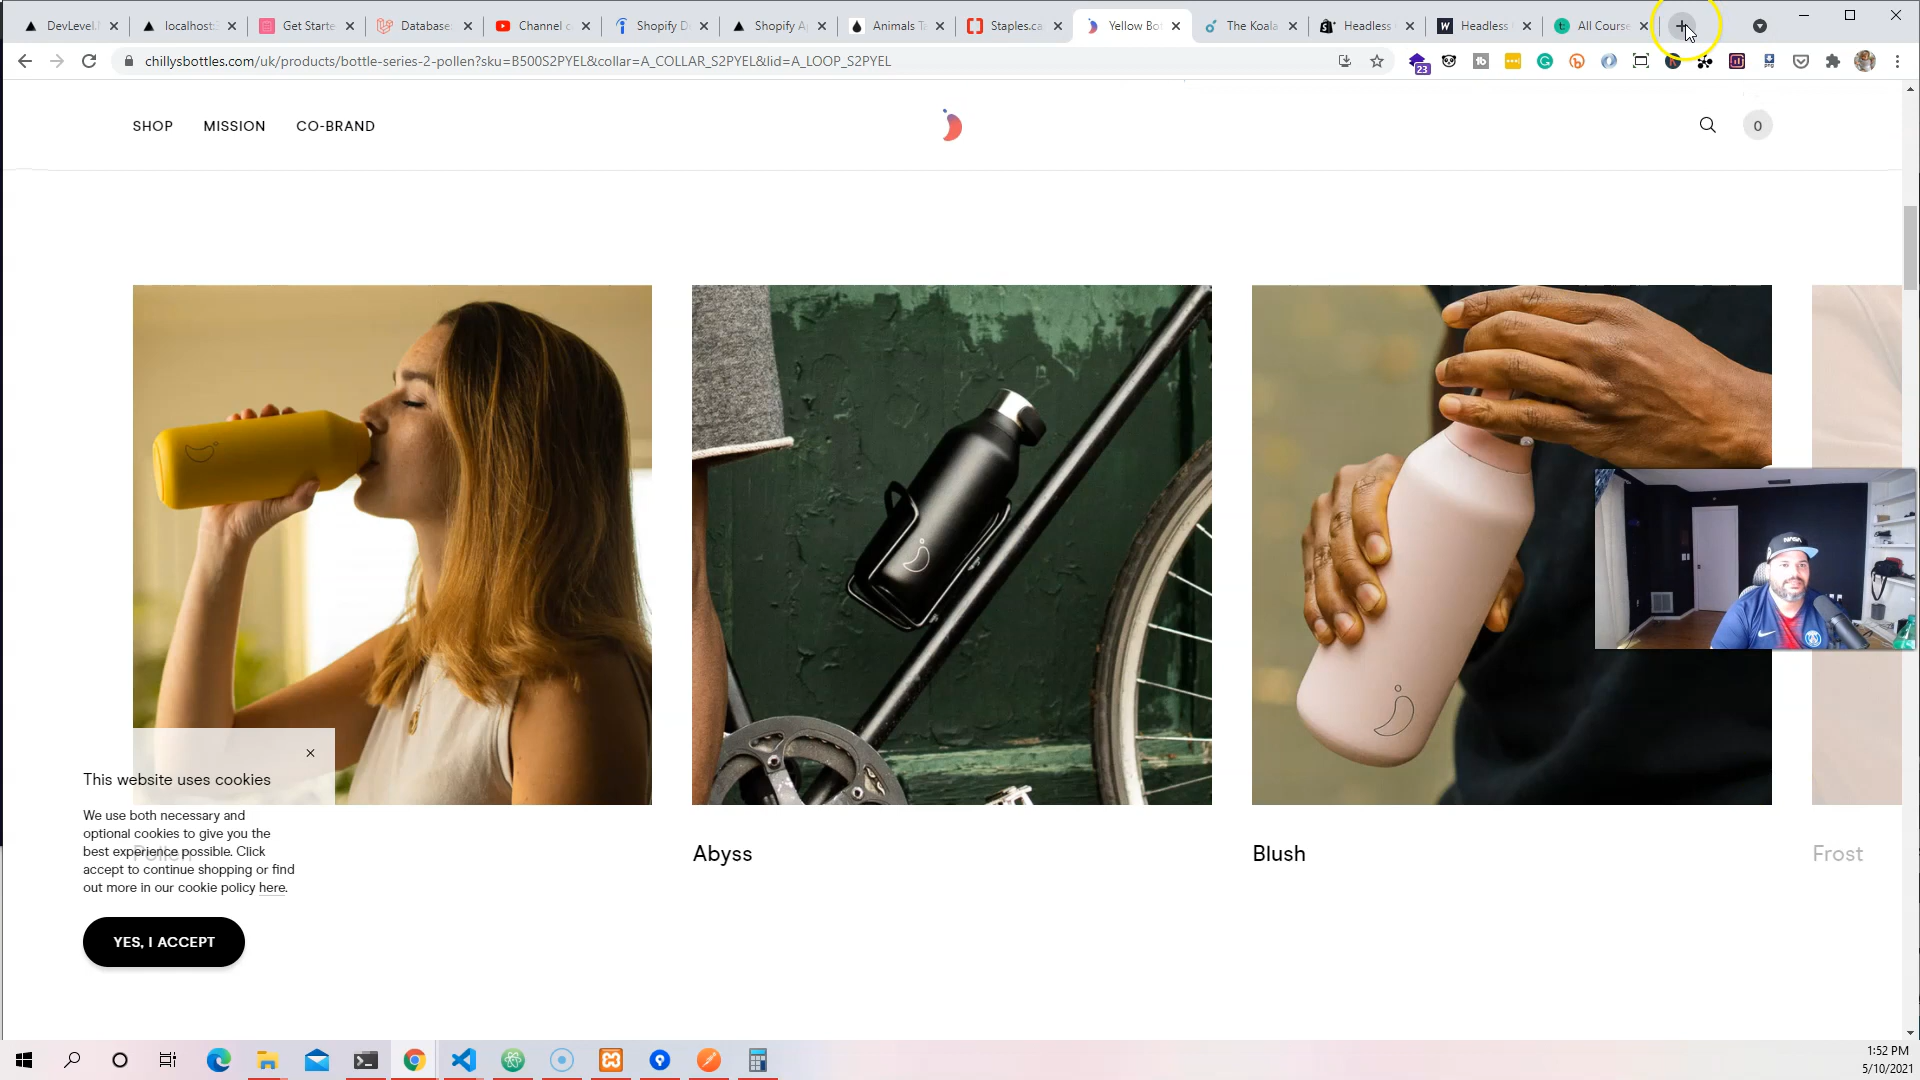 DevLevel
localhost:
Get Starte
Database:
Channel c
Shopify D
Shopify A
Animals T
Staples.ca
Yellow Bo
The Koala
Headless
Headless
All Course
chillysbottles.com/uk/products/bottle-series-2-pollen?sku=B500S2PYEL&collar=A_COLLAR_S2PYEL&lid=A_LOOP_S2PYEL
23
SHOP
MISSION
CO-BRAND
0
This website uses cookies
We use both necessary and
optional cookies to give you the
best experience possible. Click
accept to continue shopping or find
out more in our cookie policy here.
YES, I ACCEPT
Pollen
Abyss
Blush
Frost
1:52 PM
5/10/2021